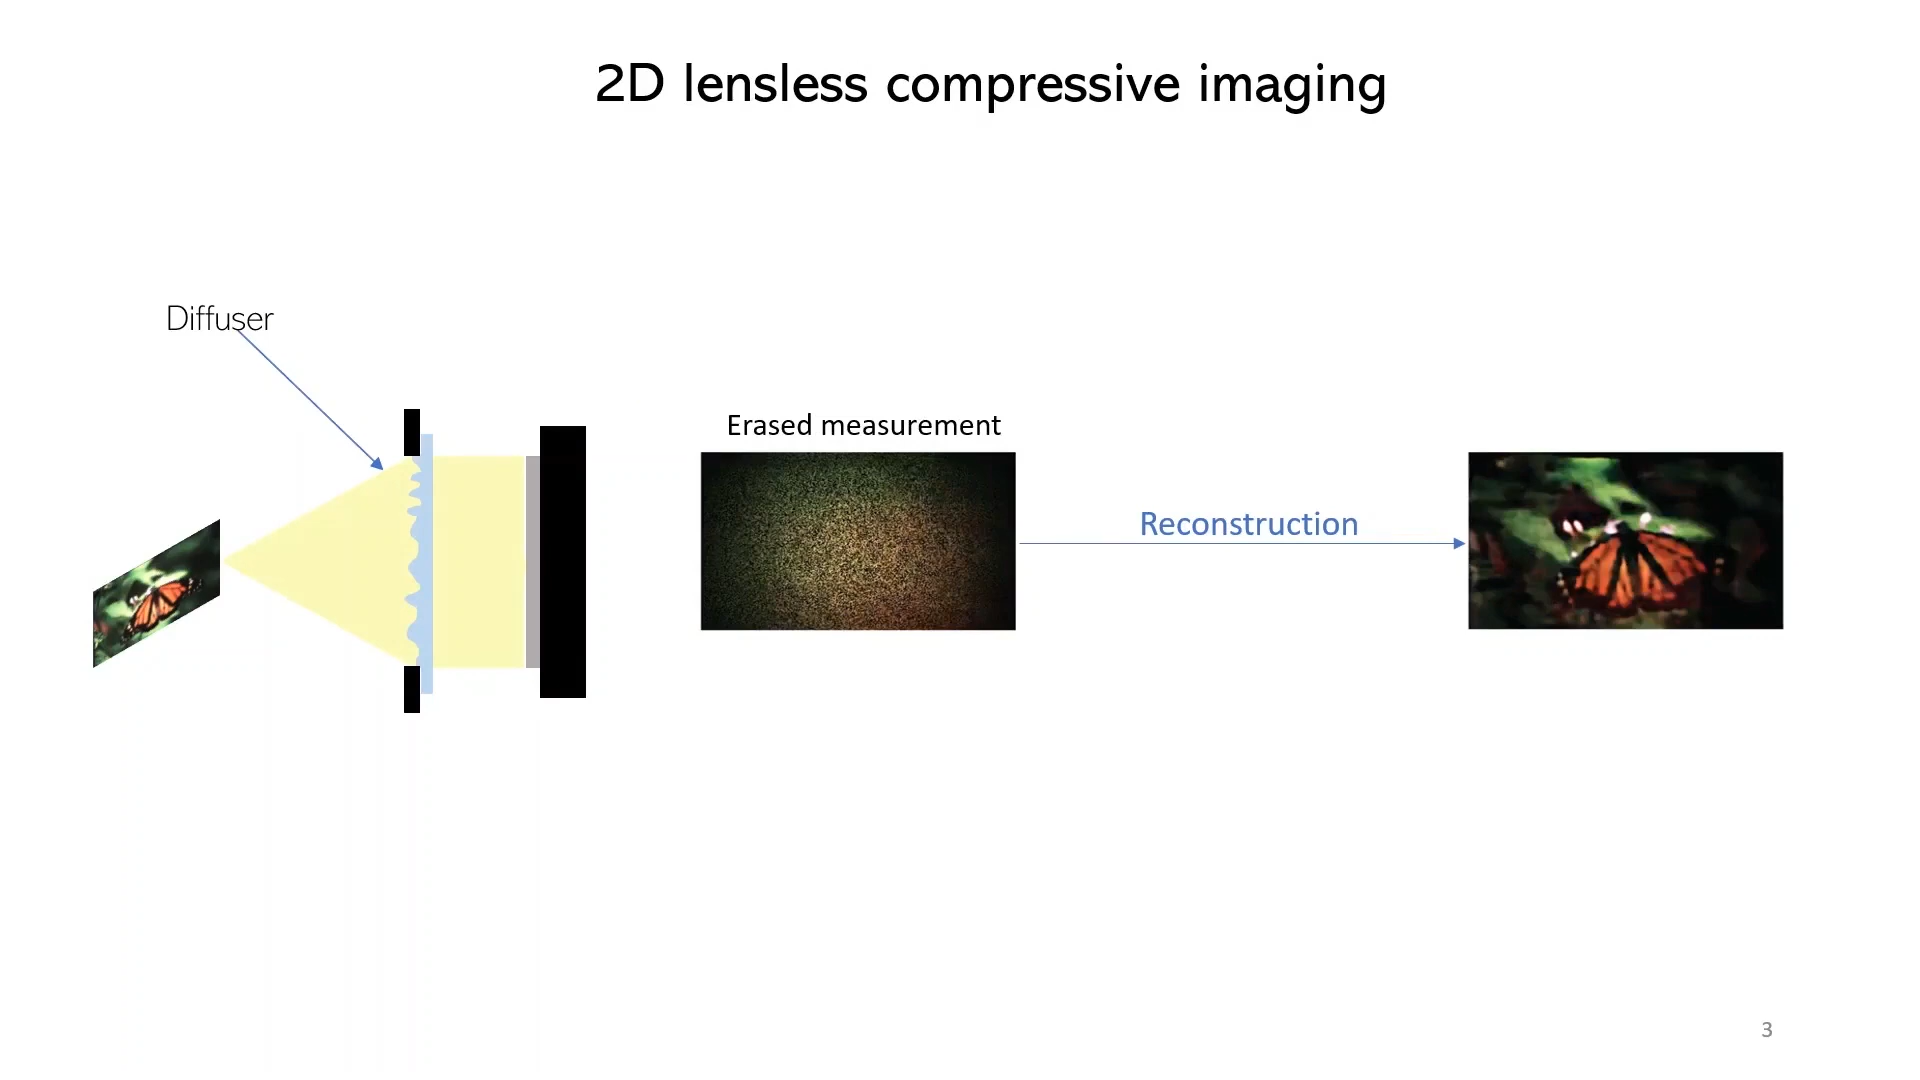 2D lensless compressive imaging
Diffuser
Erased measurement
Reconstruction
3